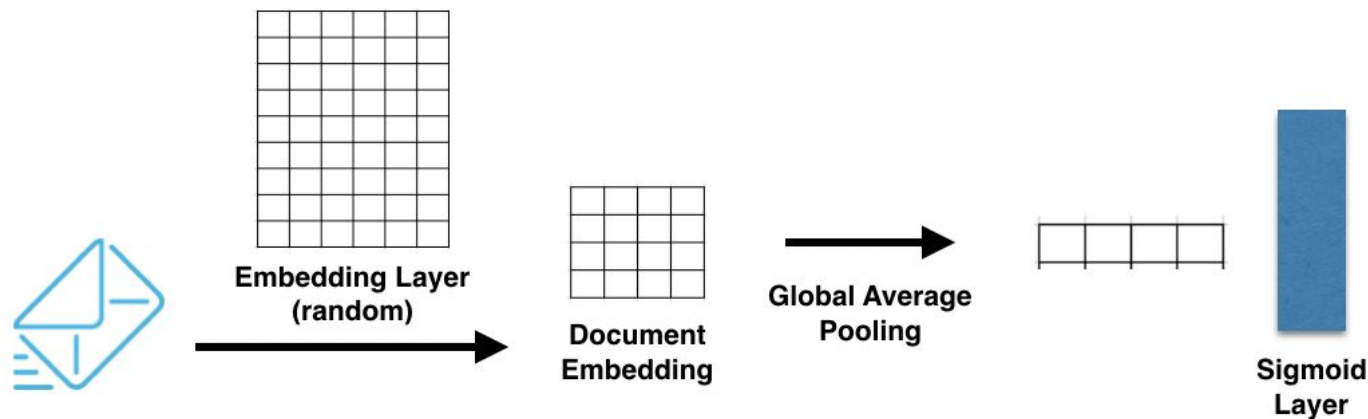 Embedding Layer
(random)
Document
Embedding
Global Average
Pooling
Sigmoid
Layer